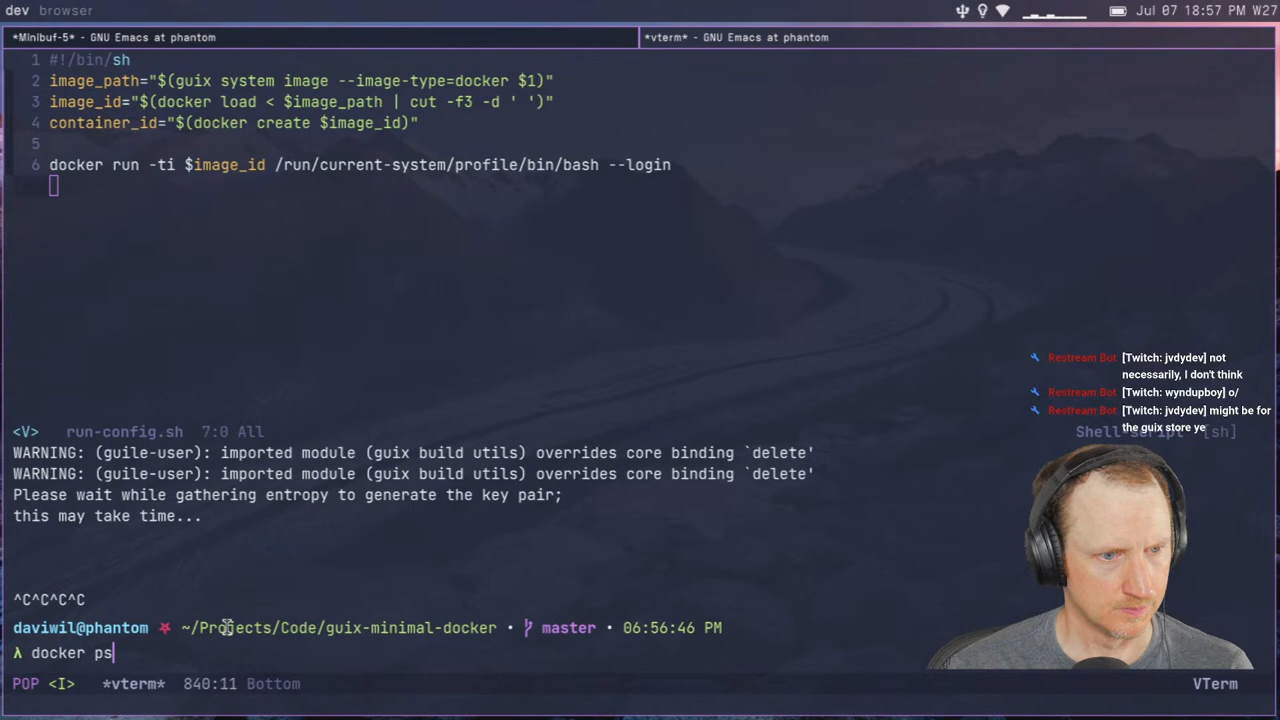 dev browser
Jul 07 18:57 PM W27
*Minibuf-5* - GNU Emacs at phantom
*vterm* - GNU Emacs at phantom
1 #!/bin/sh
2 image_path="$(guix system image --image-type=docker $1)"
3 image_id="$(docker load < $image_path | cut -f3 -d ' ')"
4 container_id="$(docker create $image_id)"
5
6 docker run -ti $image_id /run/current-system/profile/bin/bash --login
Restream Bot [Twitch: jvdydev] not
necessarily, I don't think
Restream Bot [Twitch: wyndupboy] o/
Restream Bot [Twitch: jvdydev] might be for
the guix store ye
<V> run-config.sh 7:0 All Shell-script [sh]
WARNING: (guile-user): imported module (guix build utils) overrides core binding `delete'
WARNING: (guile-user): imported module (guix build utils) overrides core binding `delete'
Please wait while gathering entropy to generate the key pair;
this may take time...
^C^C^C^C
daviwil@phantom ~/Projects/Code/guix-minimal-docker • master • 06:56:46 PM
λ docker ps
POP <I> *vterm* 840:11 Bottom VTerm